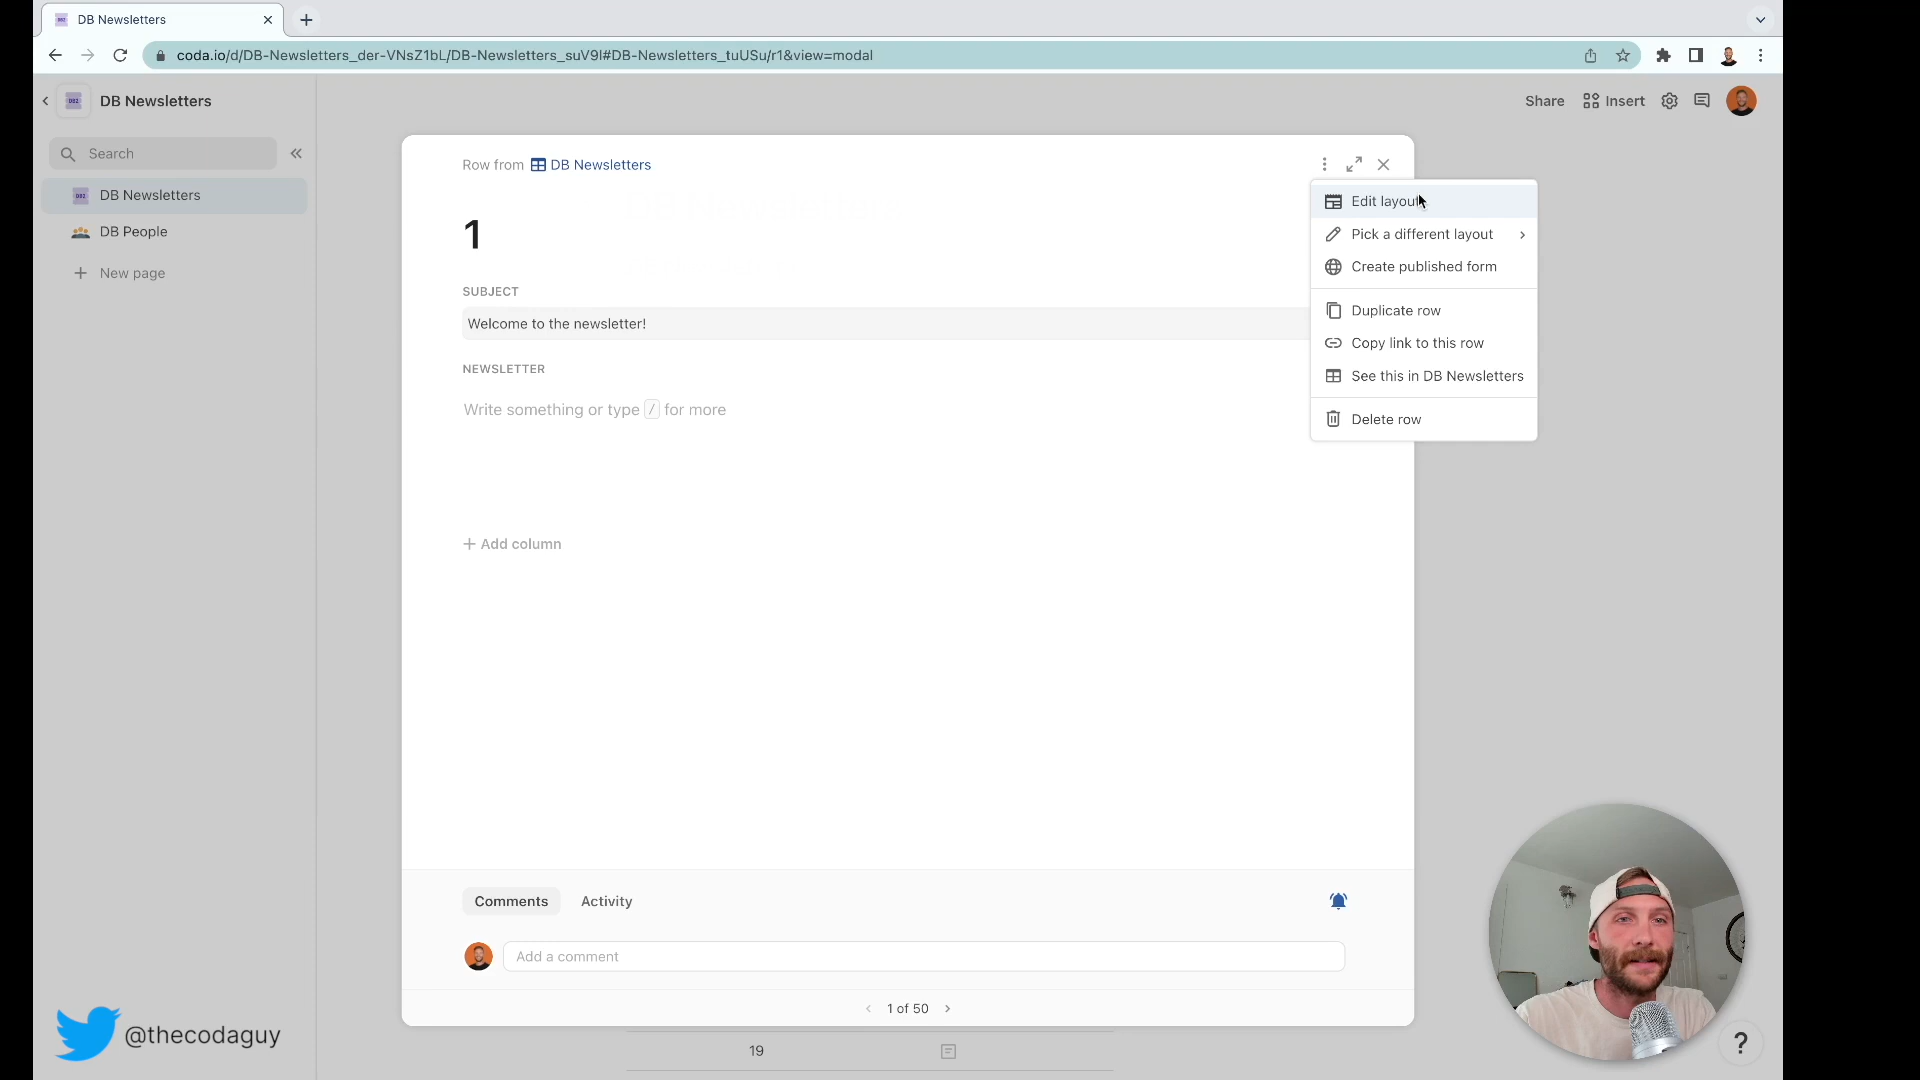 DB Newsletters
coda.io/d/DB-Newsletters_der-VNsZ1bL/DB-Newsletters_suV9l#DB-Newsletters_tuUSu/r1&view=modal
DB Newsletters
Share
Insert
Search
Row from DB Newsletters
DB Newsletters
DB People
New page
1
Edit layout
Pick a different layout
Create published form
Duplicate row
Copy link to this row
See this in DB Newsletters
Delete row
SUBJECT
Welcome to the newsletter!
NEWSLETTER
Write something or type / for more
+ Add column
Comments
Activity
Add a comment
1 of 50
19
@thecodaguy
?